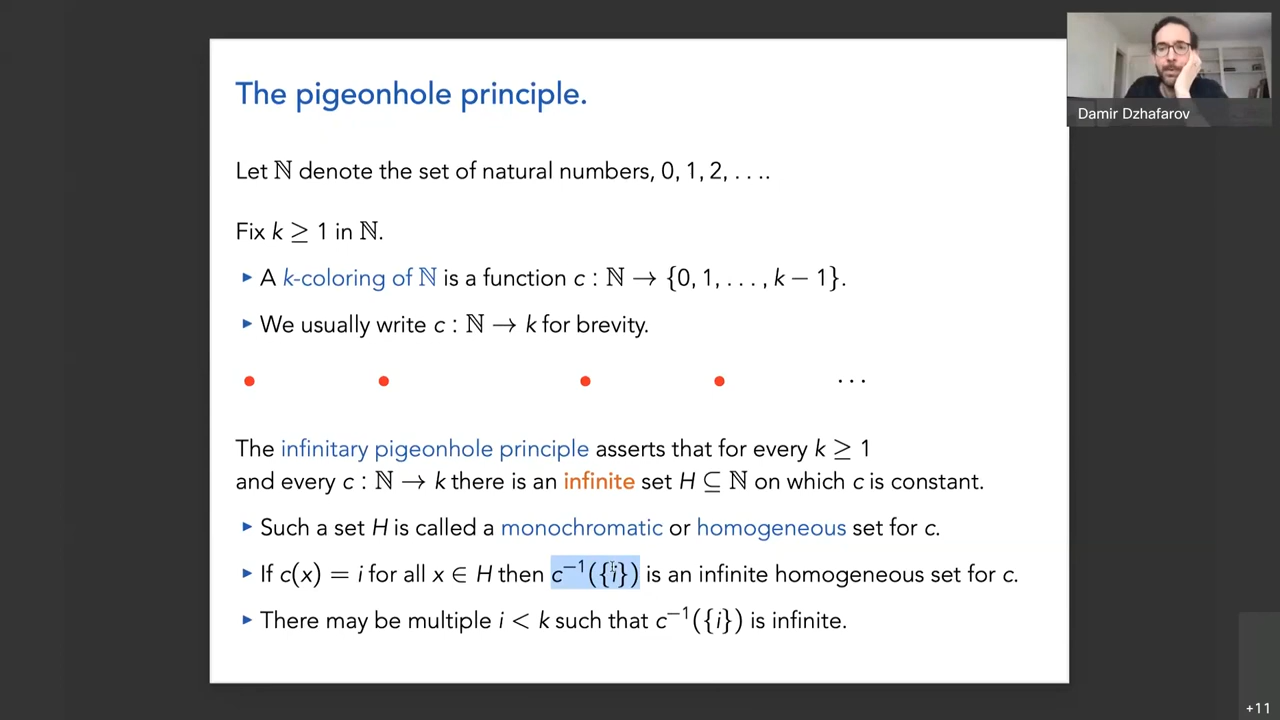 The pigeonhole principle.
Damir Dzhafarov
Let ℕ denote the set of natural numbers, 0, 1, 2, . . ..
Fix k ≥ 1 in ℕ.
▸ A k-coloring of ℕ is a function c : ℕ → {0, 1, . . . , k − 1}.
▸ We usually write c : ℕ → k for brevity.
. . .
The infinitary pigeonhole principle asserts that for every k ≥ 1
and every c : ℕ → k there is an infinite set H ⊆ ℕ on which c is constant.
▸ Such a set H is called a monochromatic or homogeneous set for c.
▸ If c(x) = i for all x ∈ H then c⁻¹({i}) is an infinite homogeneous set for c.
▸ There may be multiple i < k such that c⁻¹({i}) is infinite.
+11